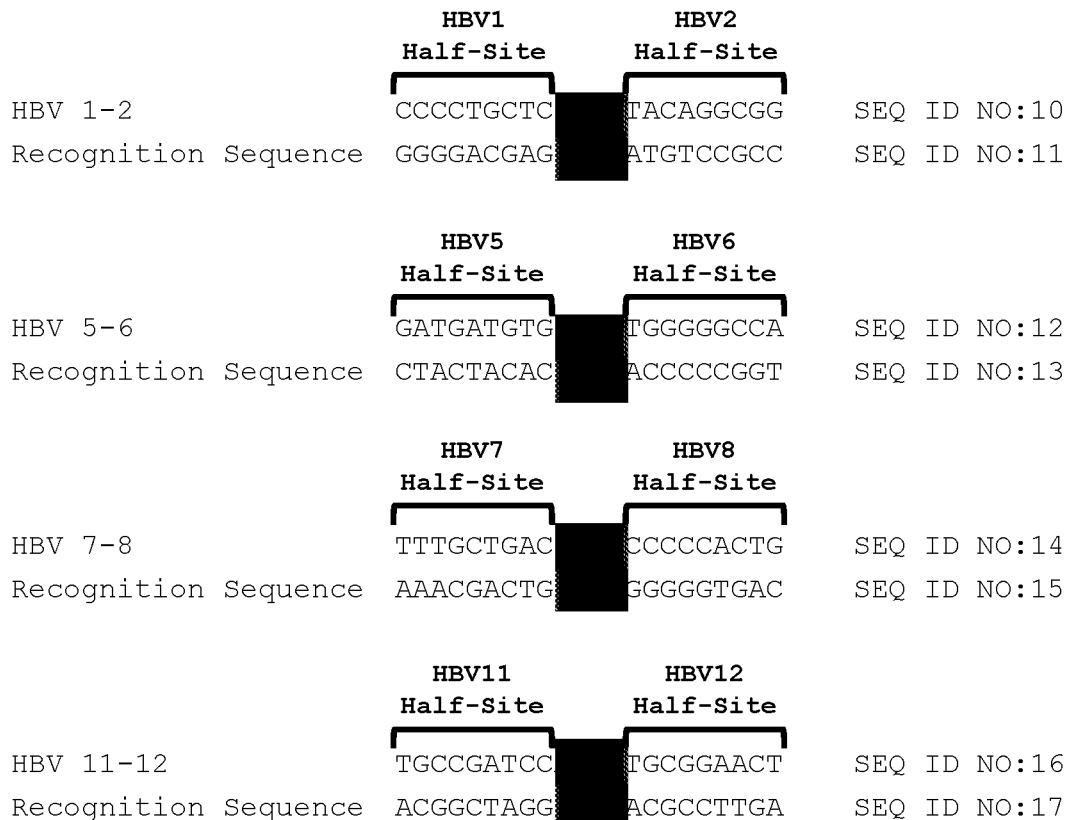 HBV1 HBV2
Half-Site Half-Site
HBV 1-2 CCCCTGCTC TACAGGCGG SEQ ID NO:10
Recognition Sequence GGGGACGAG ATGTCCGCC SEQ ID NO:11
HBV5 HBV6
Half-Site Half-Site
HBV 5-6 GATGATGTG TGGGGGCCA SEQ ID NO:12
Recognition Sequence CTACTACAC ACCCCCGGT SEQ ID NO:13
HBV7 HBV8
Half-Site Half-Site
HBV 7-8 TTTGCTGAC CCCCCACTG SEQ ID NO:14
Recognition Sequence AAACGACTG GGGGGTGAC SEQ ID NO:15
HBV11 HBV12
Half-Site Half-Site
HBV 11-12 TGCCGATCC TGCGGAACT SEQ ID NO:16
Recognition Sequence ACGGCTAGG ACGCCTTGA SEQ ID NO:17